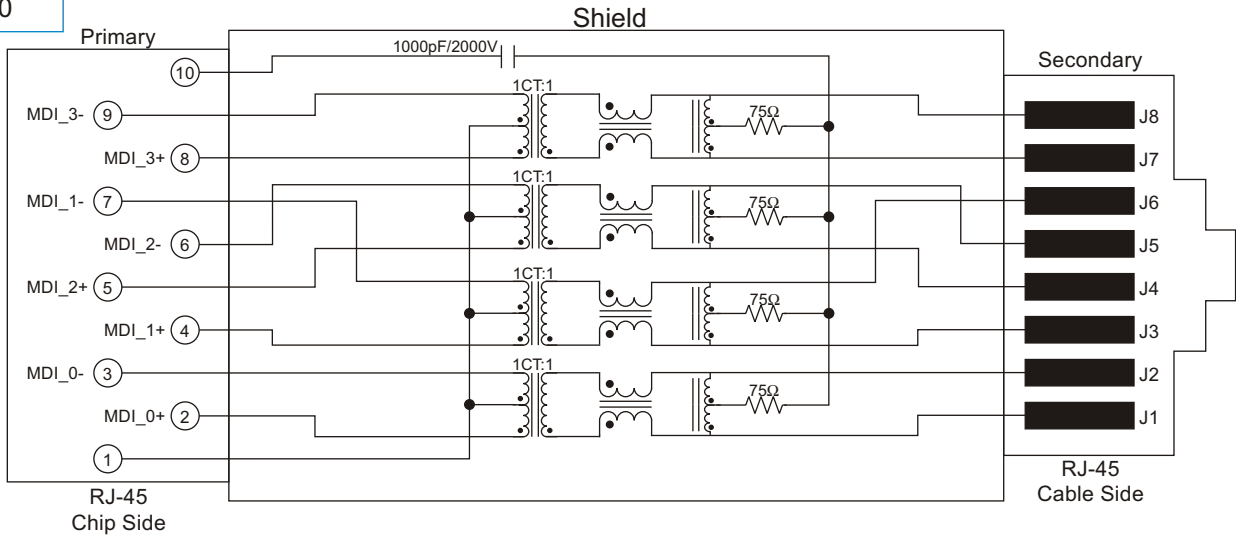 0
Shield
Primary
Secondary
1000pF/2000V
10
MDI_3- 9
MDI_3+ 8
MDI_1- 7
MDI_2- 6
MDI_2+ 5
MDI_1+ 4
MDI_0- 3
MDI_0+ 2
1
1CT:1
75Ω
1CT:1
75Ω
1CT:1
75Ω
1CT:1
75Ω
J8
J7
J6
J5
J4
J3
J2
J1
RJ-45
Chip Side
RJ-45
Cable Side